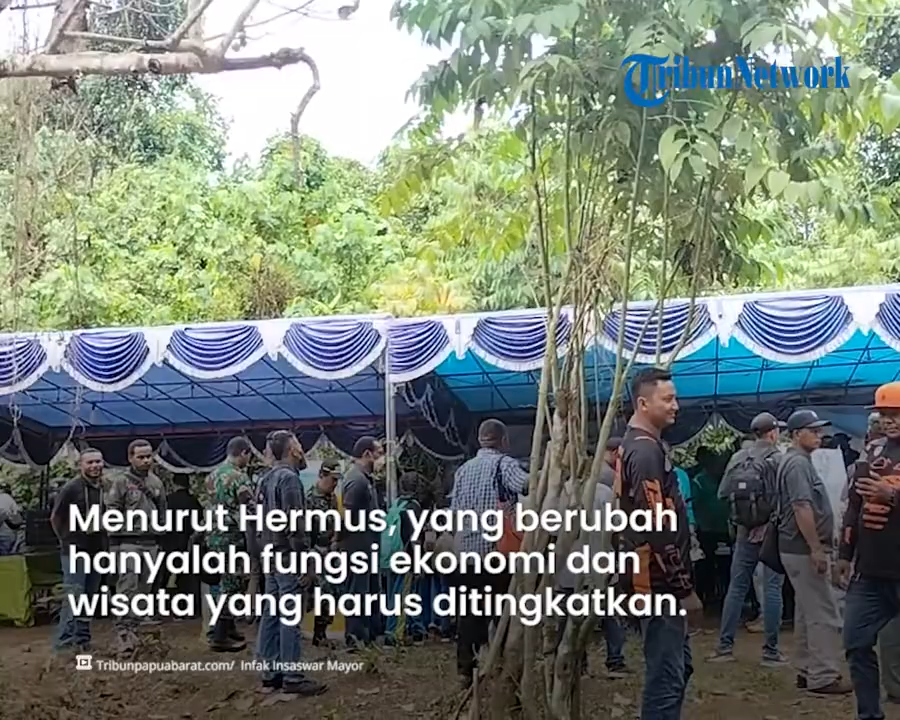 TribunNetwork
Menurut Hermus, yang berubah
hanyalah fungsi ekonomi dan
wisata yang harus ditingkatkan.
Tribunpapuabarat.com/ Infak Insaswar Mayor